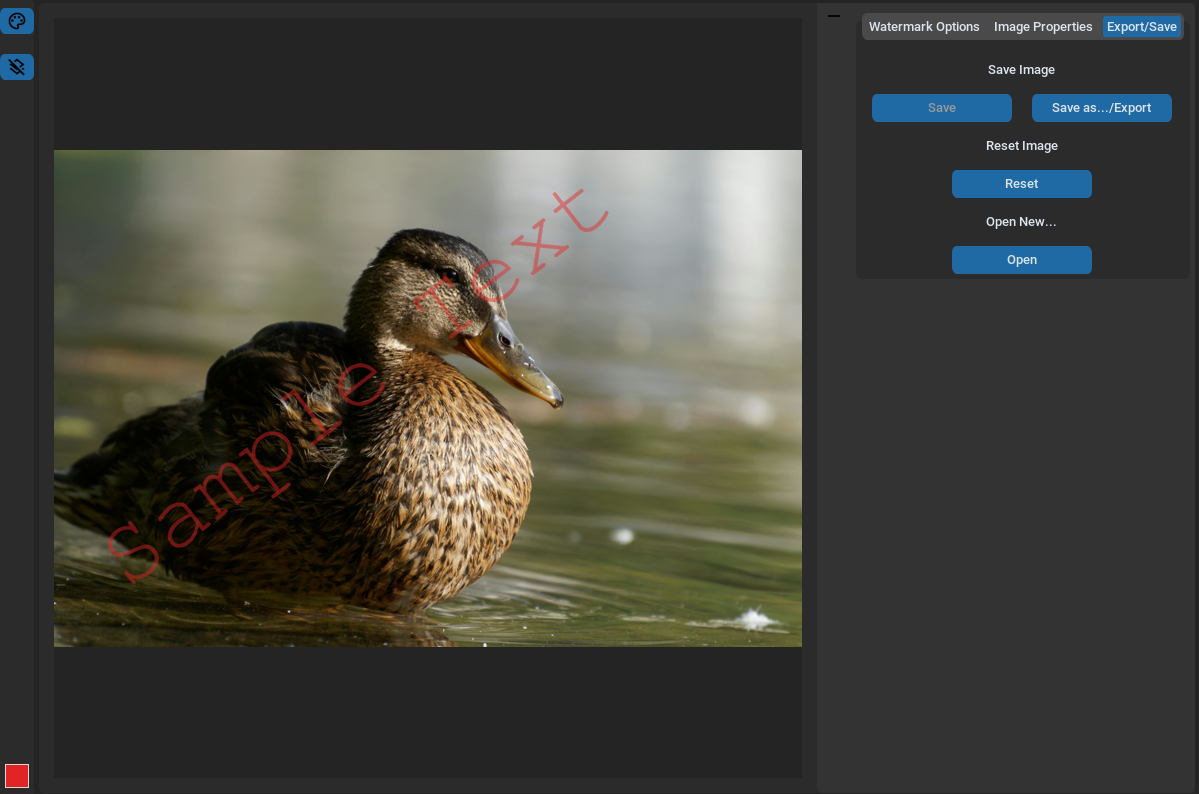 Watermark Options Image Properties Export/Save
Save Image
Save Save as.../Export
Reset Image
Reset
Open New...
Open
Sample Text